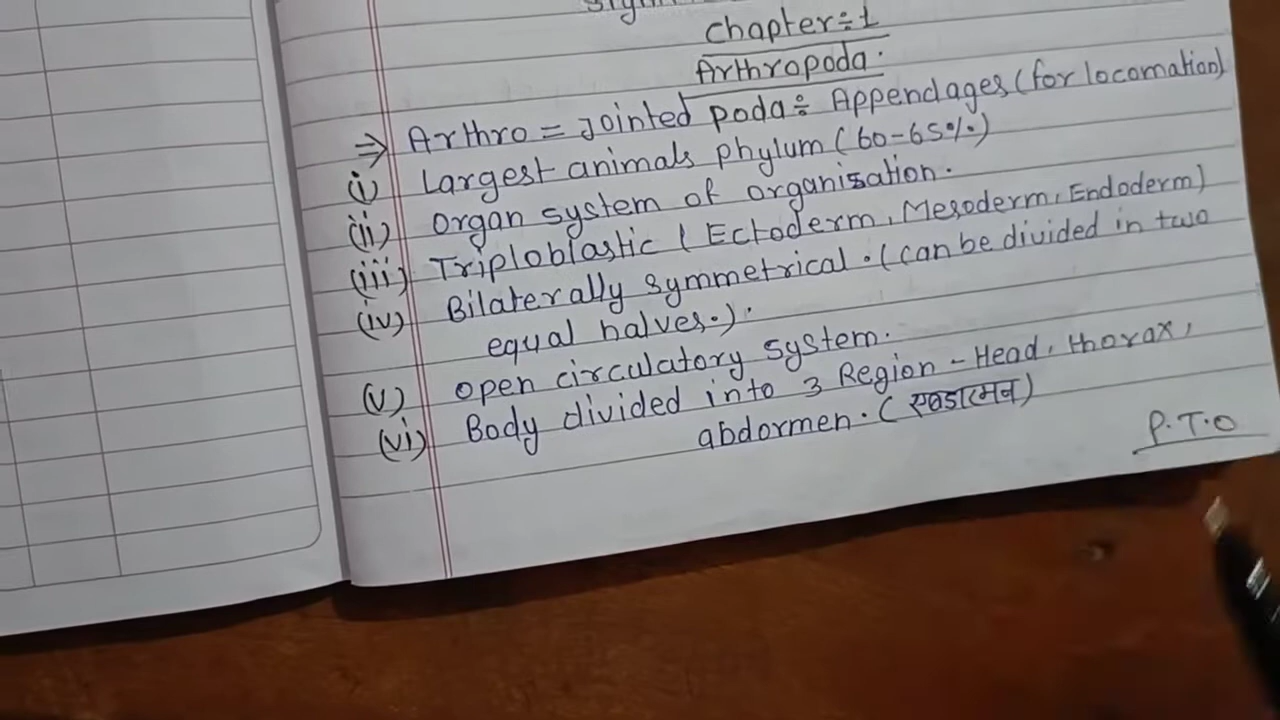 Chapter÷1
Arthropoda.
⇒ Arthro = Jointed poda÷ Appendages (for locomation)
(i) Largest animals phylum (60-65%)
(ii) organ system of organisation.
(iii) Triploblastic (Ectoderm, Mesoderm, Endoderm)
(iv) Bilaterally symmetrical. (can be divided in two
equal halves.).
(v) open circulatory system.
(vi) Body divided into 3 Region - Head, thorax,
abdormen. (
P.T.O